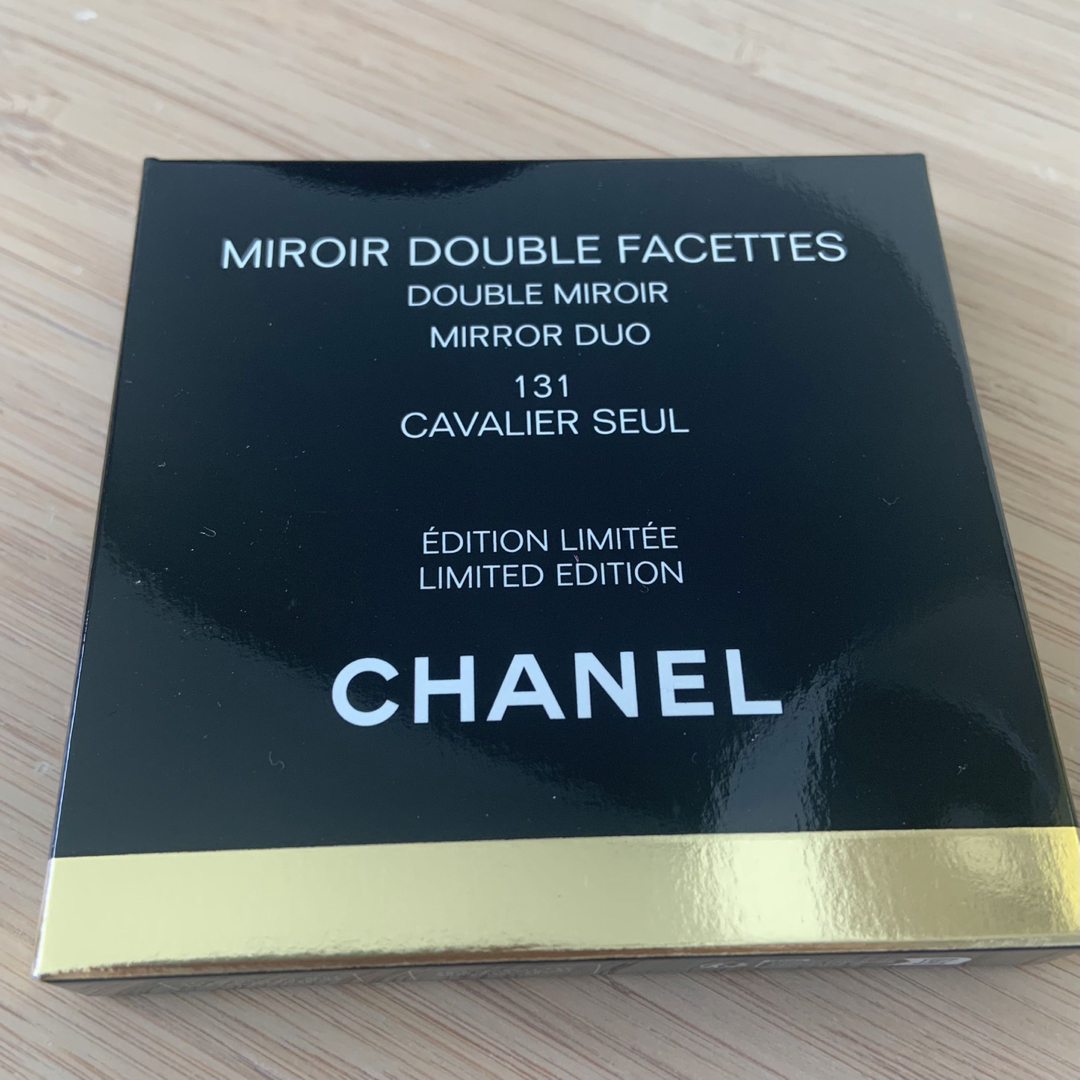 MIROIR DOUBLE FACETTES
DOUBLE MIROIR
MIRROR DUO
131
CAVALIER SEUL
ÉDITION LIMITÉE
LIMITED EDITION
CHANEL